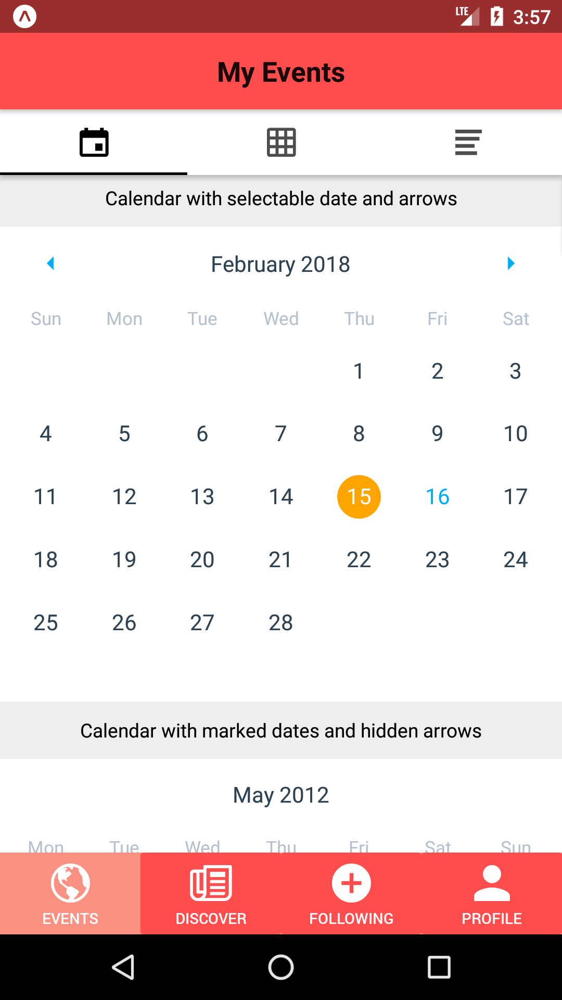 LTE 3:57
My Events
Calendar with selectable date and arrows
February 2018
Sun Mon Tue Wed Thu Fri Sat
1 2 3
4 5 6 7 8 9 10
11 12 13 14 15 16 17
18 19 20 21 22 23 24
25 26 27 28
Calendar with marked dates and hidden arrows
May 2012
Mon Tue Wed Thu Fri Sat Sun
EVENTS DISCOVER FOLLOWING PROFILE